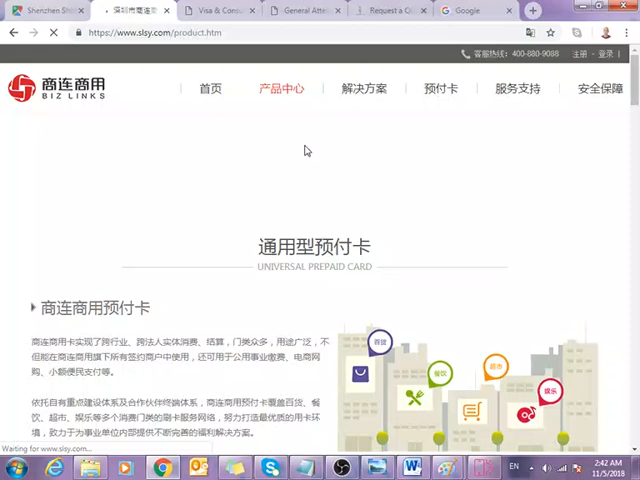 Shenzhen Shi
深圳市商连商
Visa & Consu
General Atte
Request a Q
Google
https://www.slsy.com/product.htm
客服热线：400-880-9088 注册 - 登录 |
商连商用
BIZ LINKS
首页 产品中心 解决方案 预付卡 服务支持 安全保障
通用型预付卡
UNIVERSAL PREPAID CARD
商连商用预付卡
商连商用卡实现了跨行业、跨法人实体消费、结算，门类众多，用途广泛，不
但能在商连商用旗下所有签约商户中使用，还可用于公用事业缴费、电商网
购、小额便民支付等。
依托自有重点建设体系及合作伙伴终端体系，商连商用预付卡覆盖百货、餐
饮、超市、娱乐等多个消费门类的刷卡服务网络，努力打造最优质的用卡环
境，致力于为事业单位内部提供不断完善的福利解决方案。
百货
餐饮
超市
娱乐
Waiting for www.slsy.com...
EN
2:42 AM
11/5/2018